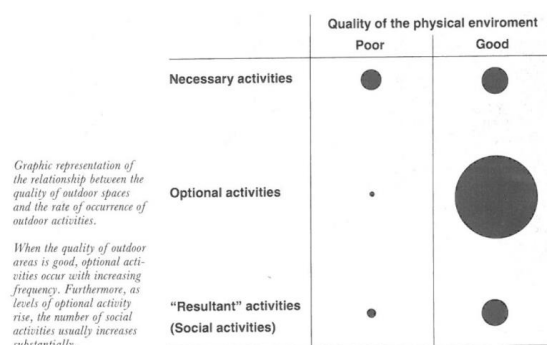 Quality of the physical enviroment
Poor
Good
Necessary activities
Graphic representation of
the relationship between the
quality of outdoor spaces
and the rate of occurrence of
outdoor activities.
Optional activities
When the quality of outdoor
areas is good, optional acti-
vities occur with increasing
frequency. Furthermore, as
levels of optional activity
rise, the number of social
activities usually increases
substantially.
"Resultant" activities
(Social activities)